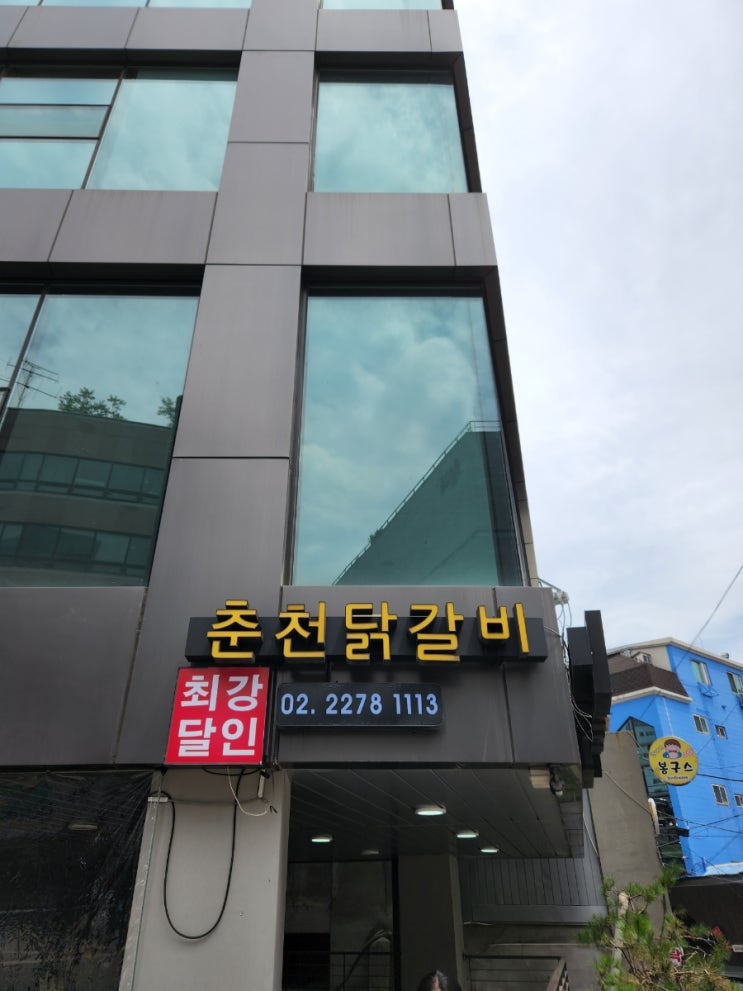 춘천닭갈비
최강
달인
02. 2278 1113
봉구스